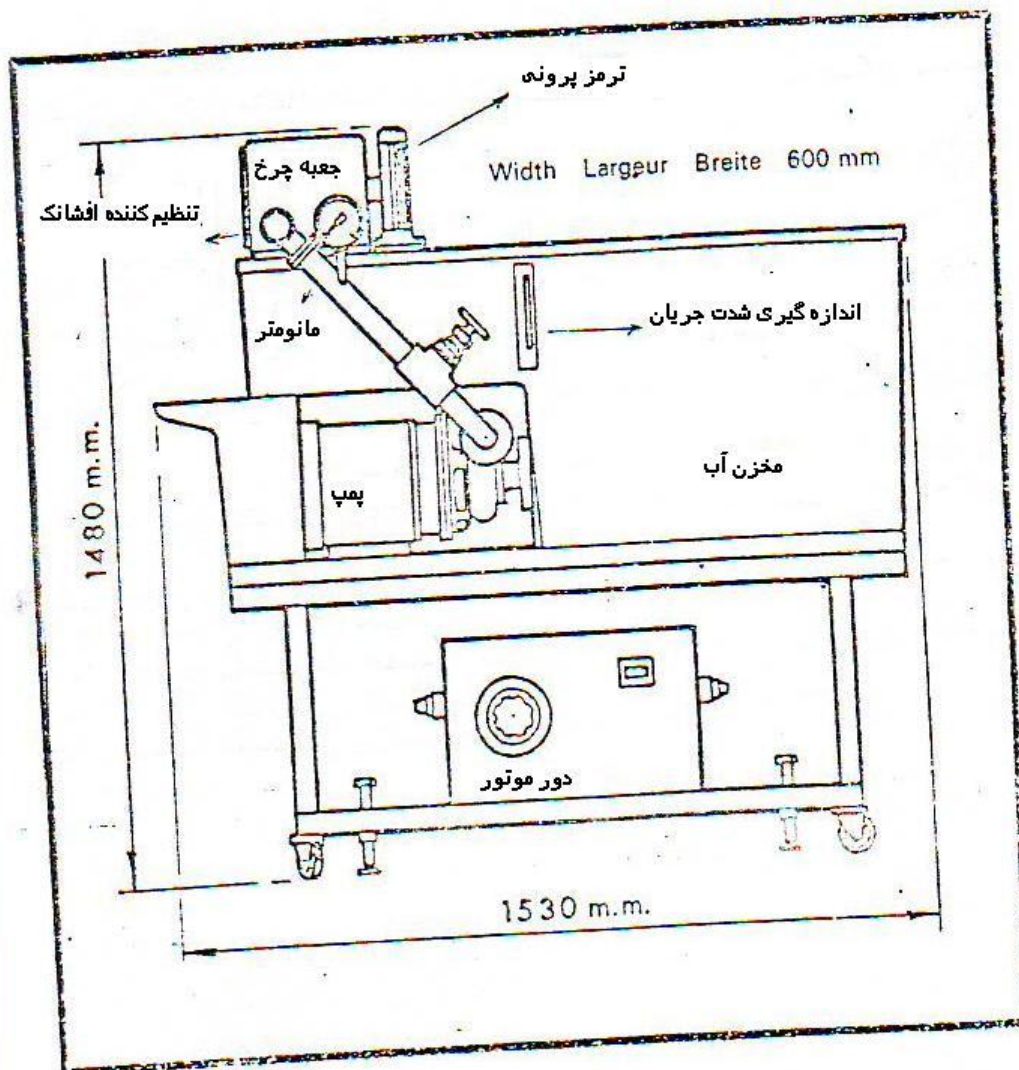 ترمز پرونی
Width Largeur Breite 600 mm
جعبه چرخ
تنظیم کننده افشانک
مانومتر
اندازه گیری شدت جریان
مخزن آب
پمپ
1480 m.m.
دور موتور
1530 m.m.